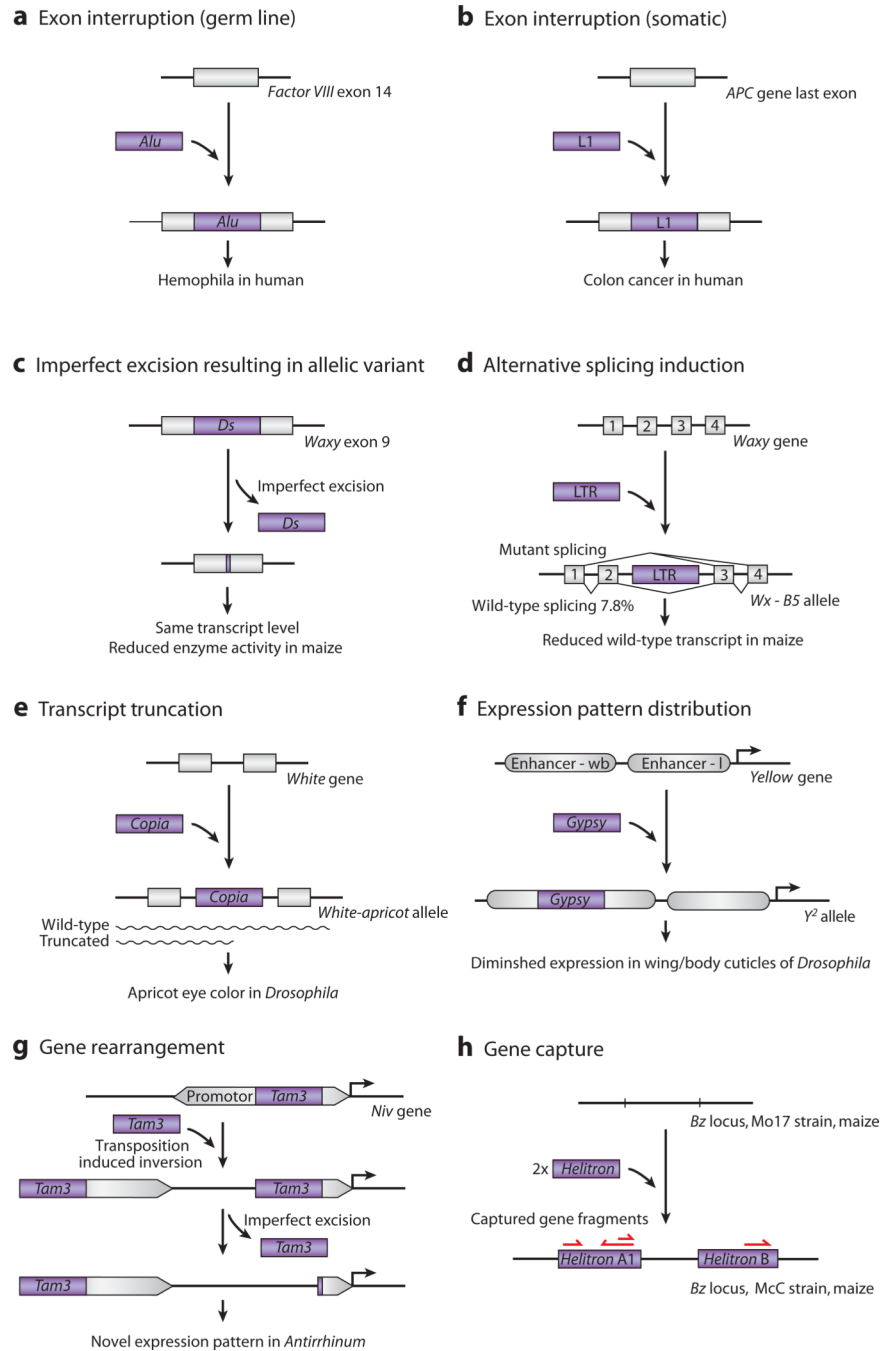 a Exon interruption (germ line)
Factor VIII exon 14
Alu
Alu
Hemophila in human
b Exon interruption (somatic)
APC gene last exon
L1
L1
Colon cancer in human
c Imperfect excision resulting in allelic variant
Ds
Waxy exon 9
Imperfect excision
Ds
Same transcript level
Reduced enzyme activity in maize
d Alternative splicing induction
1 2 3 4
Waxy gene
LTR
Mutant splicing
1 2 LTR 3 4
Wx - B5 allele
Wild-type splicing 7.8%
Reduced wild-type transcript in maize
e Transcript truncation
White gene
Copia
Copia
White-apricot allele
Wild-type
Truncated
Apricot eye color in Drosophila
f Expression pattern distribution
Enhancer - wb Enhancer - l
Yellow gene
Gypsy
Gypsy
Y2 allele
Diminshed expression in wing/body cuticles of Drosophila
g Gene rearrangement
Promotor Tam3
Niv gene
Tam3
Transposition
induced inversion
Tam3 Tam3
Imperfect excision
Tam3
Tam3
Novel expression pattern in Antirrhinum
h Gene capture
Bz locus, Mo17 strain, maize
2x Helitron
Captured gene fragments
Helitron A1 Helitron B
Bz locus, McC strain, maize